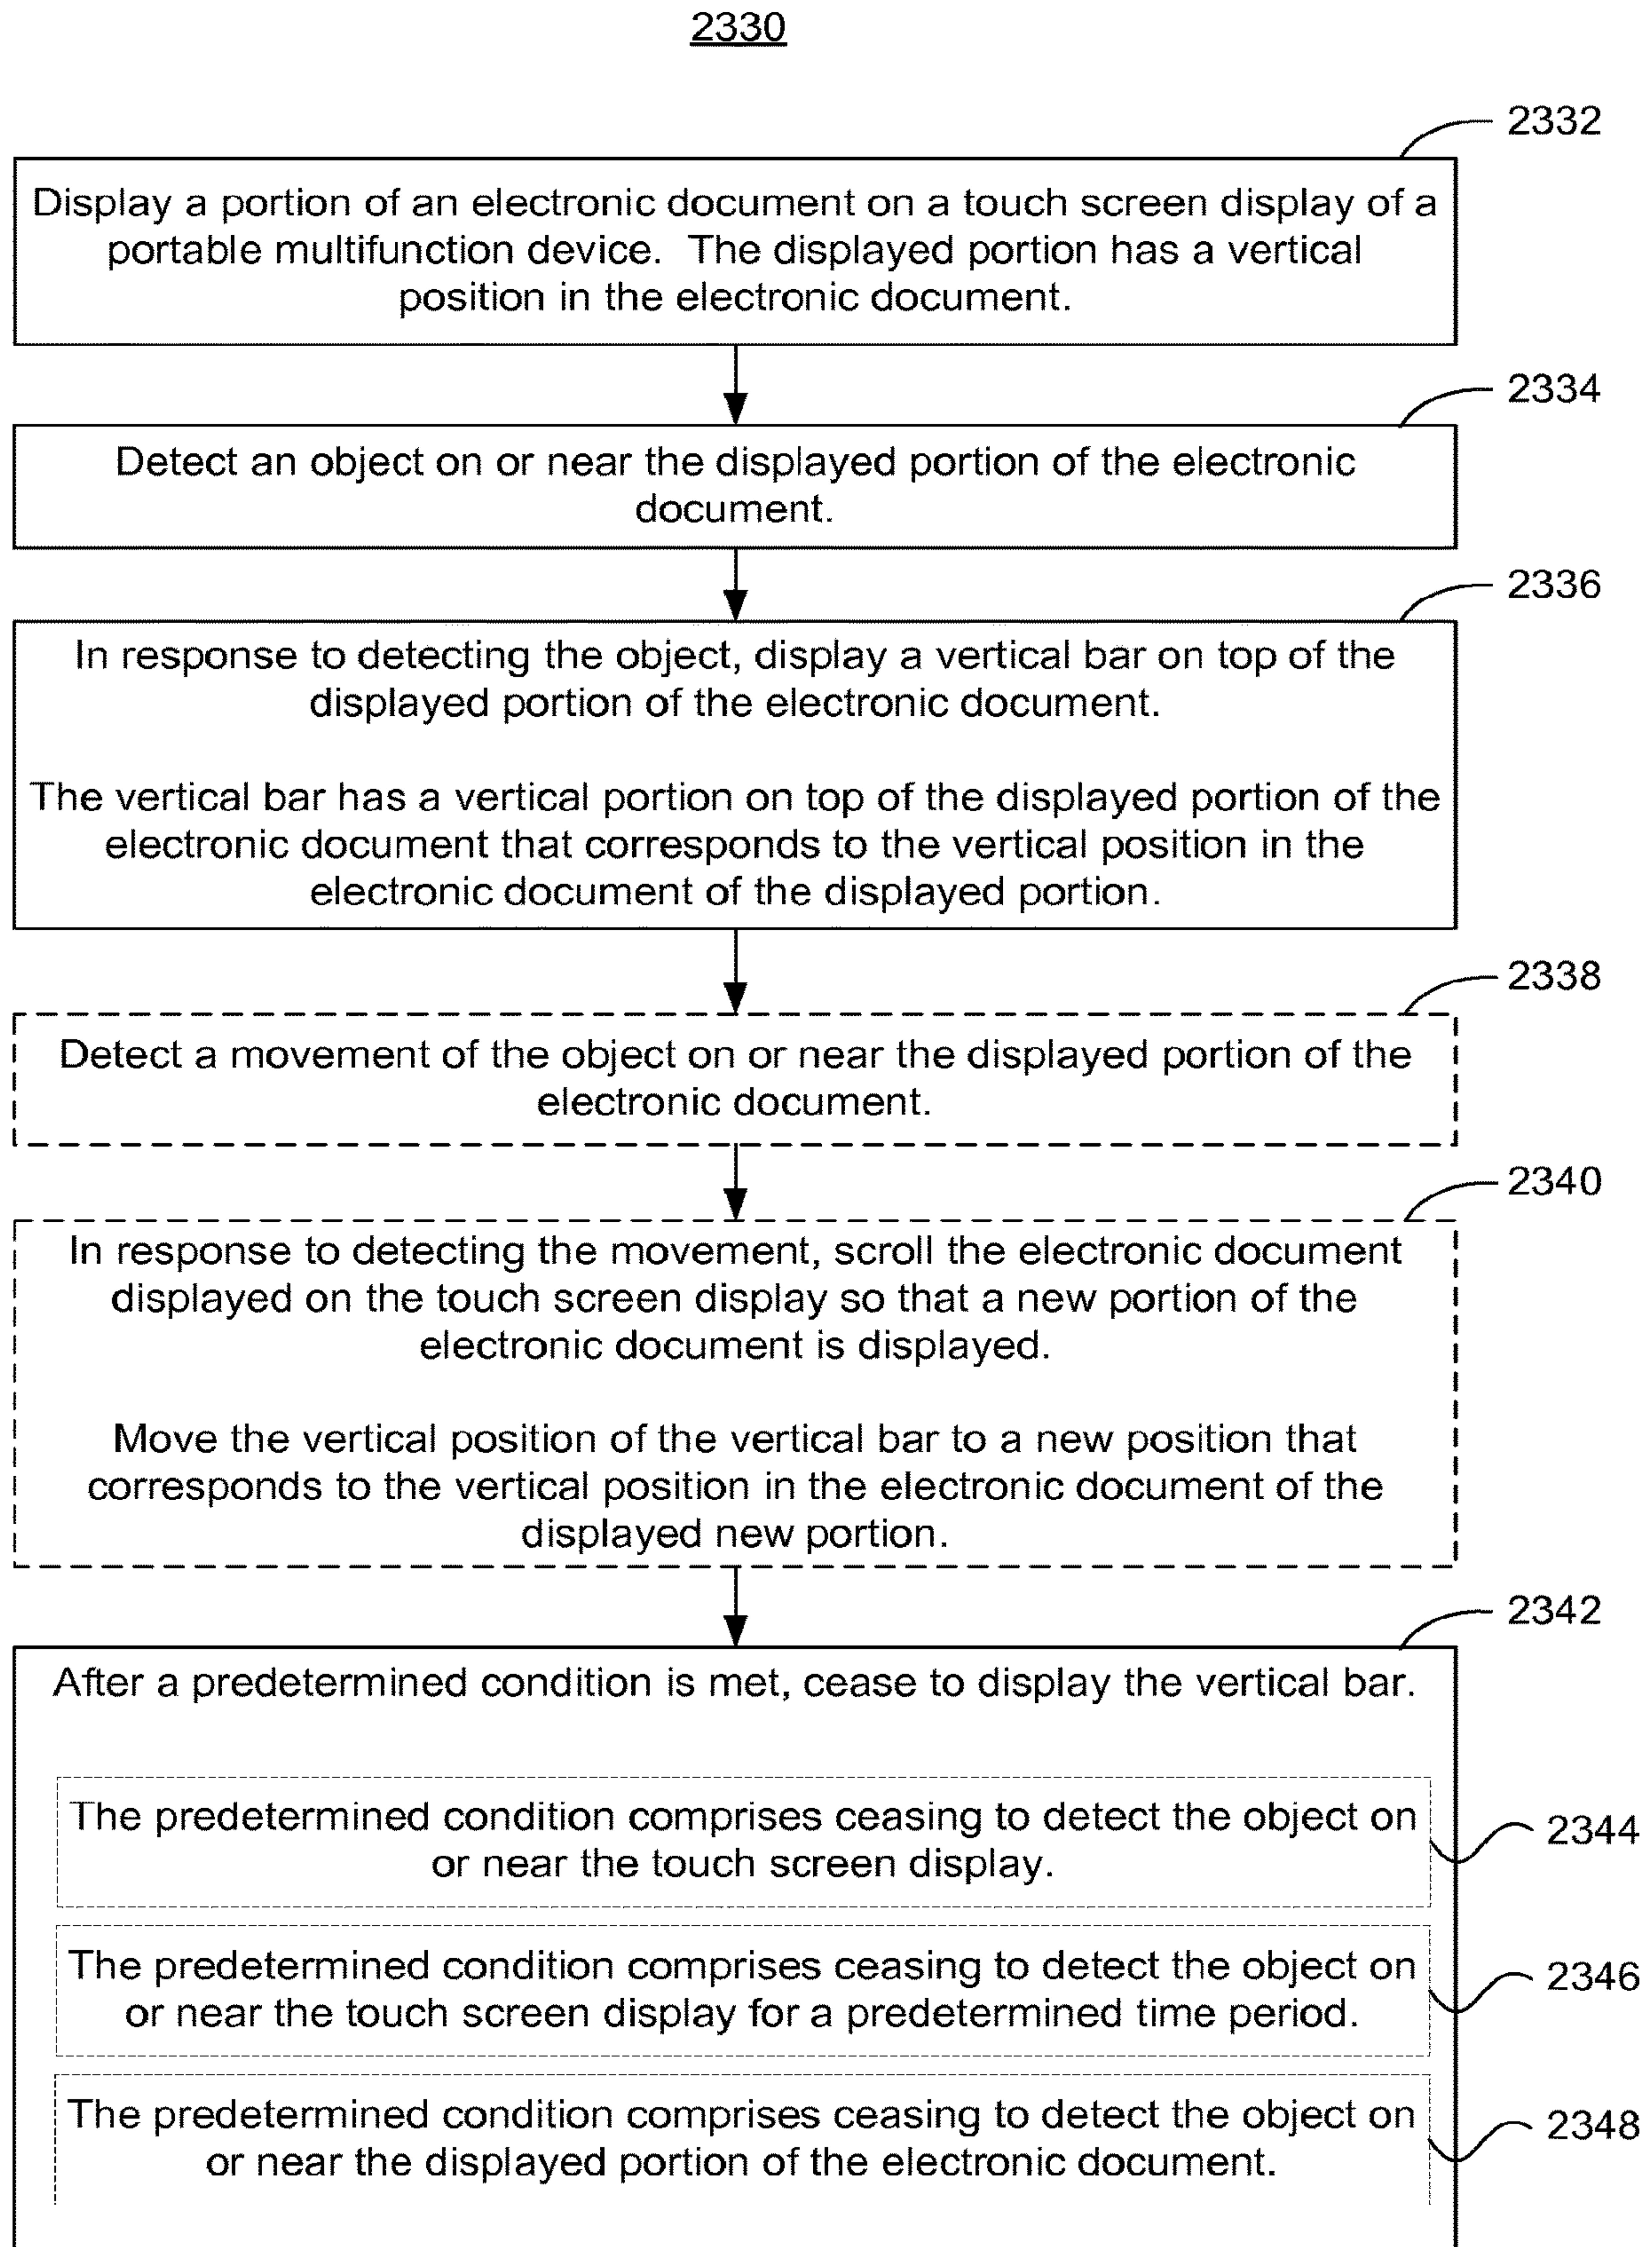 2330
2332
Display a portion of an electronic document on a touch screen display of a
portable multifunction device. The displayed portion has a vertical
position in the electronic document.
2334
Detect an object on or near the displayed portion of the electronic
document.
2336
In response to detecting the object, display a vertical bar on top of the
displayed portion of the electronic document.
The vertical bar has a vertical portion on top of the displayed portion of the
electronic document that corresponds to the vertical position in the
electronic document of the displayed portion.
2338
Detect a movement of the object on or near the displayed portion of the
electronic document.
2340
In response to detecting the movement, scroll the electronic document
displayed on the touch screen display so that a new portion of the
electronic document is displayed.
Move the vertical position of the vertical bar to a new position that
corresponds to the vertical position in the electronic document of the
displayed new portion.
2342
After a predetermined condition is met, cease to display the vertical bar.
The predetermined condition comprises ceasing to detect the object on
or near the touch screen display.
2344
The predetermined condition comprises ceasing to detect the object on
or near the touch screen display for a predetermined time period.
2346
The predetermined condition comprises ceasing to detect the object on
or near the displayed portion of the electronic document.
2348